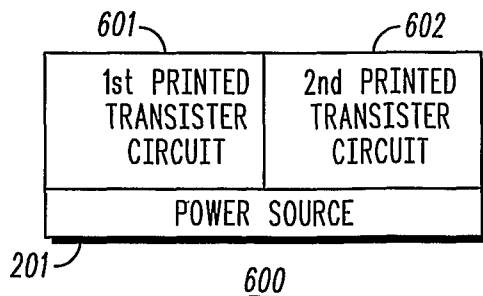 601
602
1st PRINTED
TRANSISTER
CIRCUIT
2nd PRINTED
TRANSISTER
CIRCUIT
POWER SOURCE
201
600